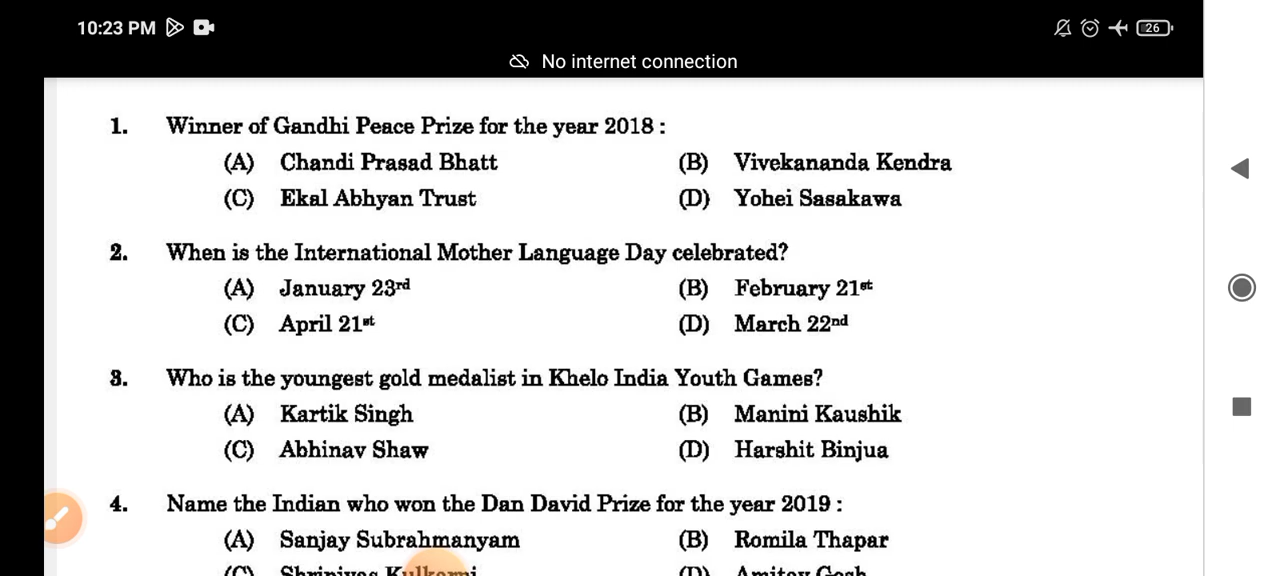 10:23 PM 26
No internet connection
1. Winner of Gandhi Peace Prize for the year 2018 :
(A) Chandi Prasad Bhatt (B) Vivekananda Kendra
(C) Ekal Abhyan Trust (D) Yohei Sasakawa
2. When is the International Mother Language Day celebrated?
(A) January 23rd (B) February 21st
(C) April 21st (D) March 22nd
3. Who is the youngest gold medalist in Khelo India Youth Games?
(A) Kartik Singh (B) Manini Kaushik
(C) Abhinav Shaw (D) Harshit Binjua
4. Name the Indian who won the Dan David Prize for the year 2019 :
(A) Sanjay Subrahmanyam (B) Romila Thapar
(C) Shrinivas Kulkarni (D) Amitav Gosh